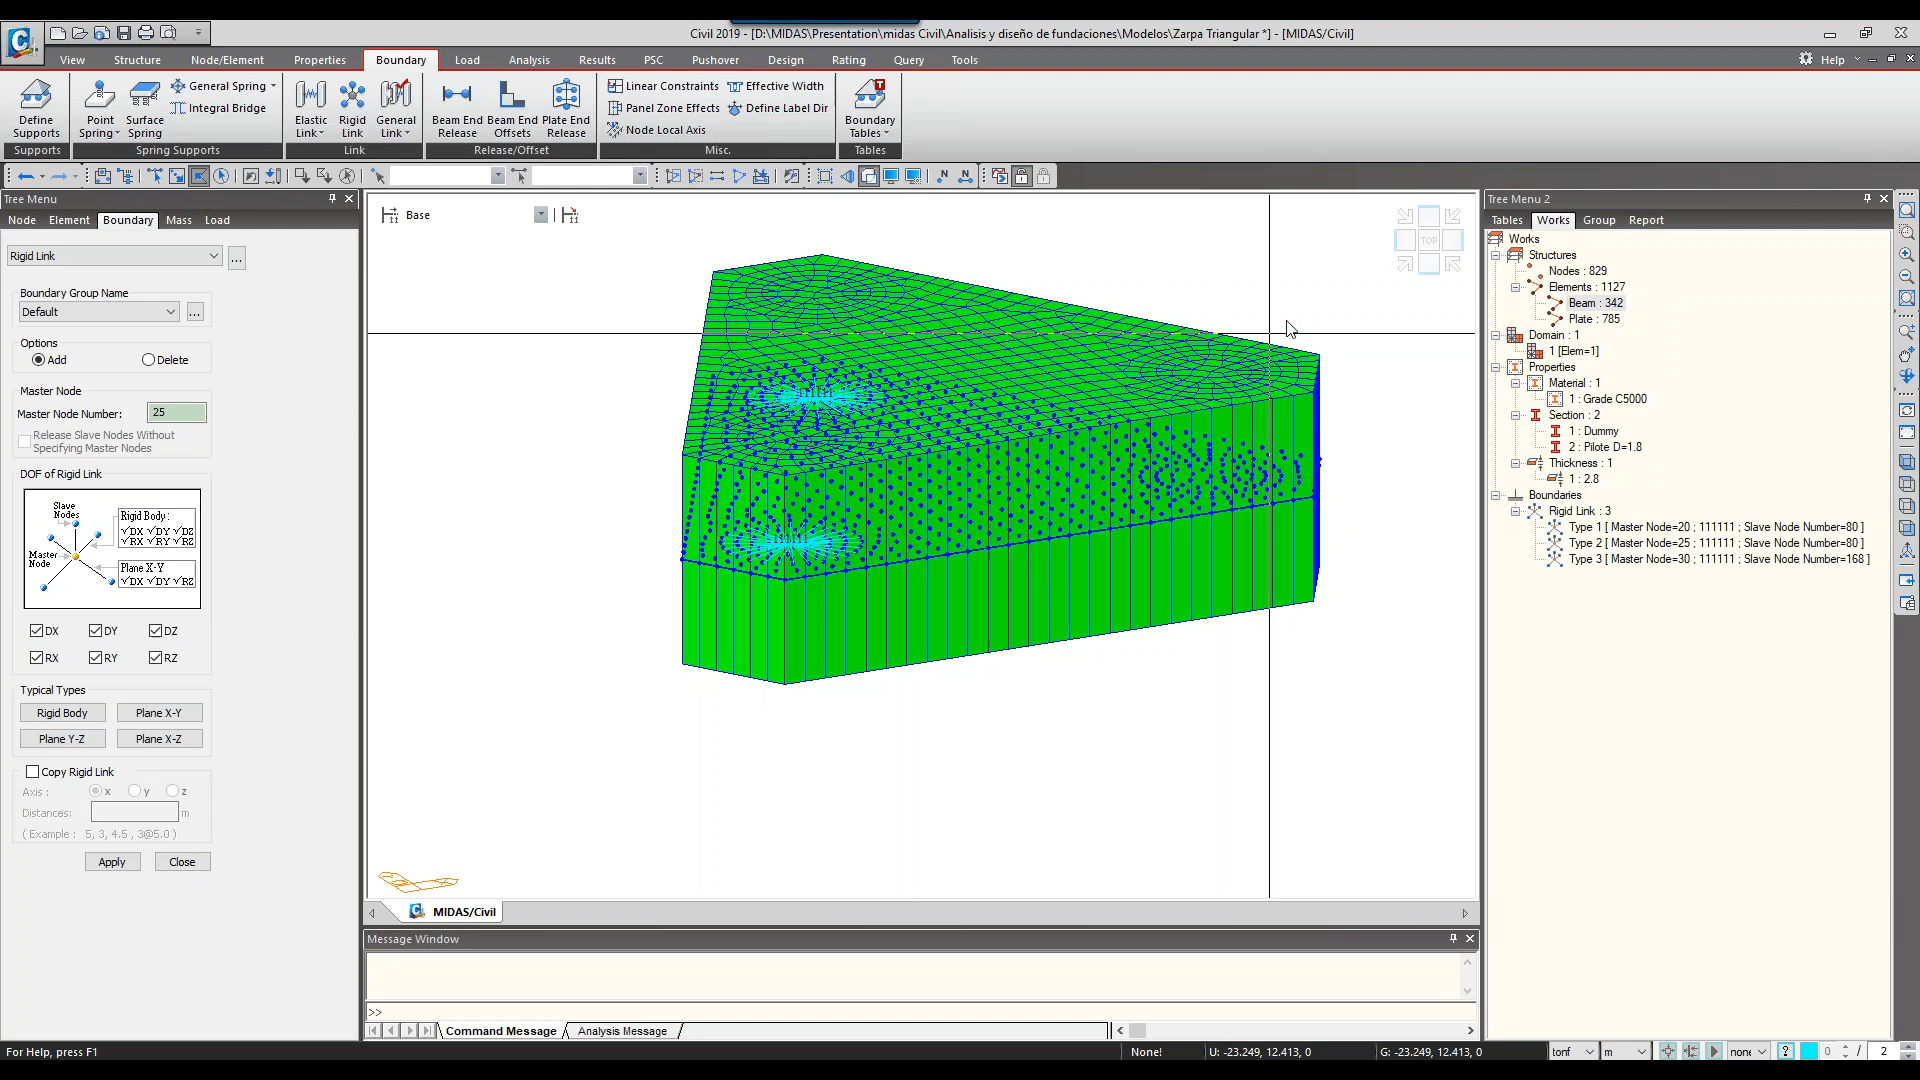 Civil 2019 - [D:\MIDAS\Presentation\midas Civil\Analisis y diseño de fundaciones\Modelos\Zarpa Triangular *] - [MIDAS/Civil]
View Structure Node/Element Properties Boundary Load Analysis Results PSC Pushover Design Rating Query Tools Help
Define Supports
Point Spring
Surface Spring
General Spring
Integral Bridge
Elastic Link
Rigid Link
General Link
Beam End Release
Beam End Offsets
Plate End Release
Linear Constraints
Effective Width
Panel Zone Effects
Define Label Dir
Node Local Axis
Boundary Tables
Supports Spring Supports Link Release/Offset Misc. Tables
Tree Menu
Node Element Boundary Mass Load
Rigid Link
...
Boundary Group Name
Default
...
Options
Add Delete
Master Node
Master Node Number: 25
Release Slave Nodes Without
Specifying Master Nodes
DOF of Rigid Link
Slave
Nodes
Rigid Body:
√DX √DY √DZ
√RX √RY √RZ
Master
Node
Plane X-Y
√DX √DY √RZ
DX DY DZ
RX RY RZ
Typical Types
Rigid Body Plane X-Y
Plane Y-Z Plane X-Z
Copy Rigid Link
Axis : x y z
Distances: m
( Example : 5, 3, 4.5 , 3@5.0 )
Apply Close
Base
TOP
MIDAS/Civil
Message Window
>>
Command Message Analysis Message
Tree Menu 2
Tables Works Group Report
Works
Structures
Nodes : 829
Elements : 1127
Beam : 342
Plate : 785
Domain : 1
1 [Elem=1]
Properties
Material : 1
1 : Grade C5000
Section : 2
1 : Dummy
2 : Pilote D=1.8
Thickness : 1
1 : 2.8
Boundaries
Rigid Link : 3
Type 1 [ Master Node=20 ; 111111 ; Slave Node Number=80 ]
Type 2 [ Master Node=25 ; 111111 ; Slave Node Number=80 ]
Type 3 [ Master Node=30 ; 111111 ; Slave Node Number=168 ]
For Help, press F1
None! U: -23.249, 12.413, 0 G: -23.249, 12.413, 0 tonf m none ? 0 / 2